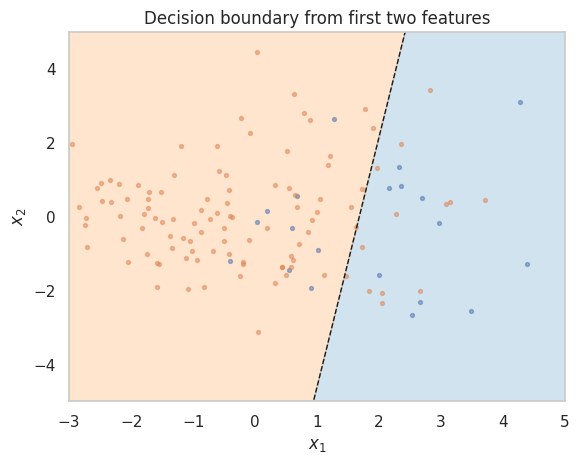 Decision boundary from first two features
4
2
0
−2
−4
x₂
−3 −2 −1 0 1 2 3 4 5
x₁